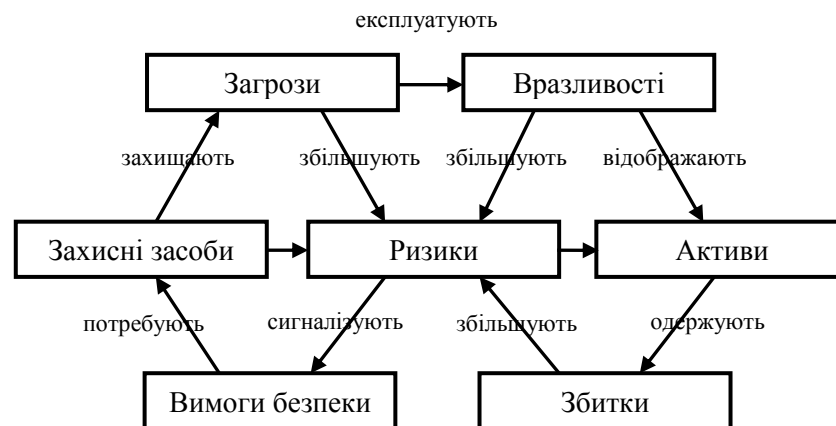 експлуатують
Загрози
Вразливості
захищають
збільшують
збільшують
відображають
Захисні засоби
Ризики
Активи
потребують
сигналізують
збільшують
одержують
Вимоги безпеки
Збитки